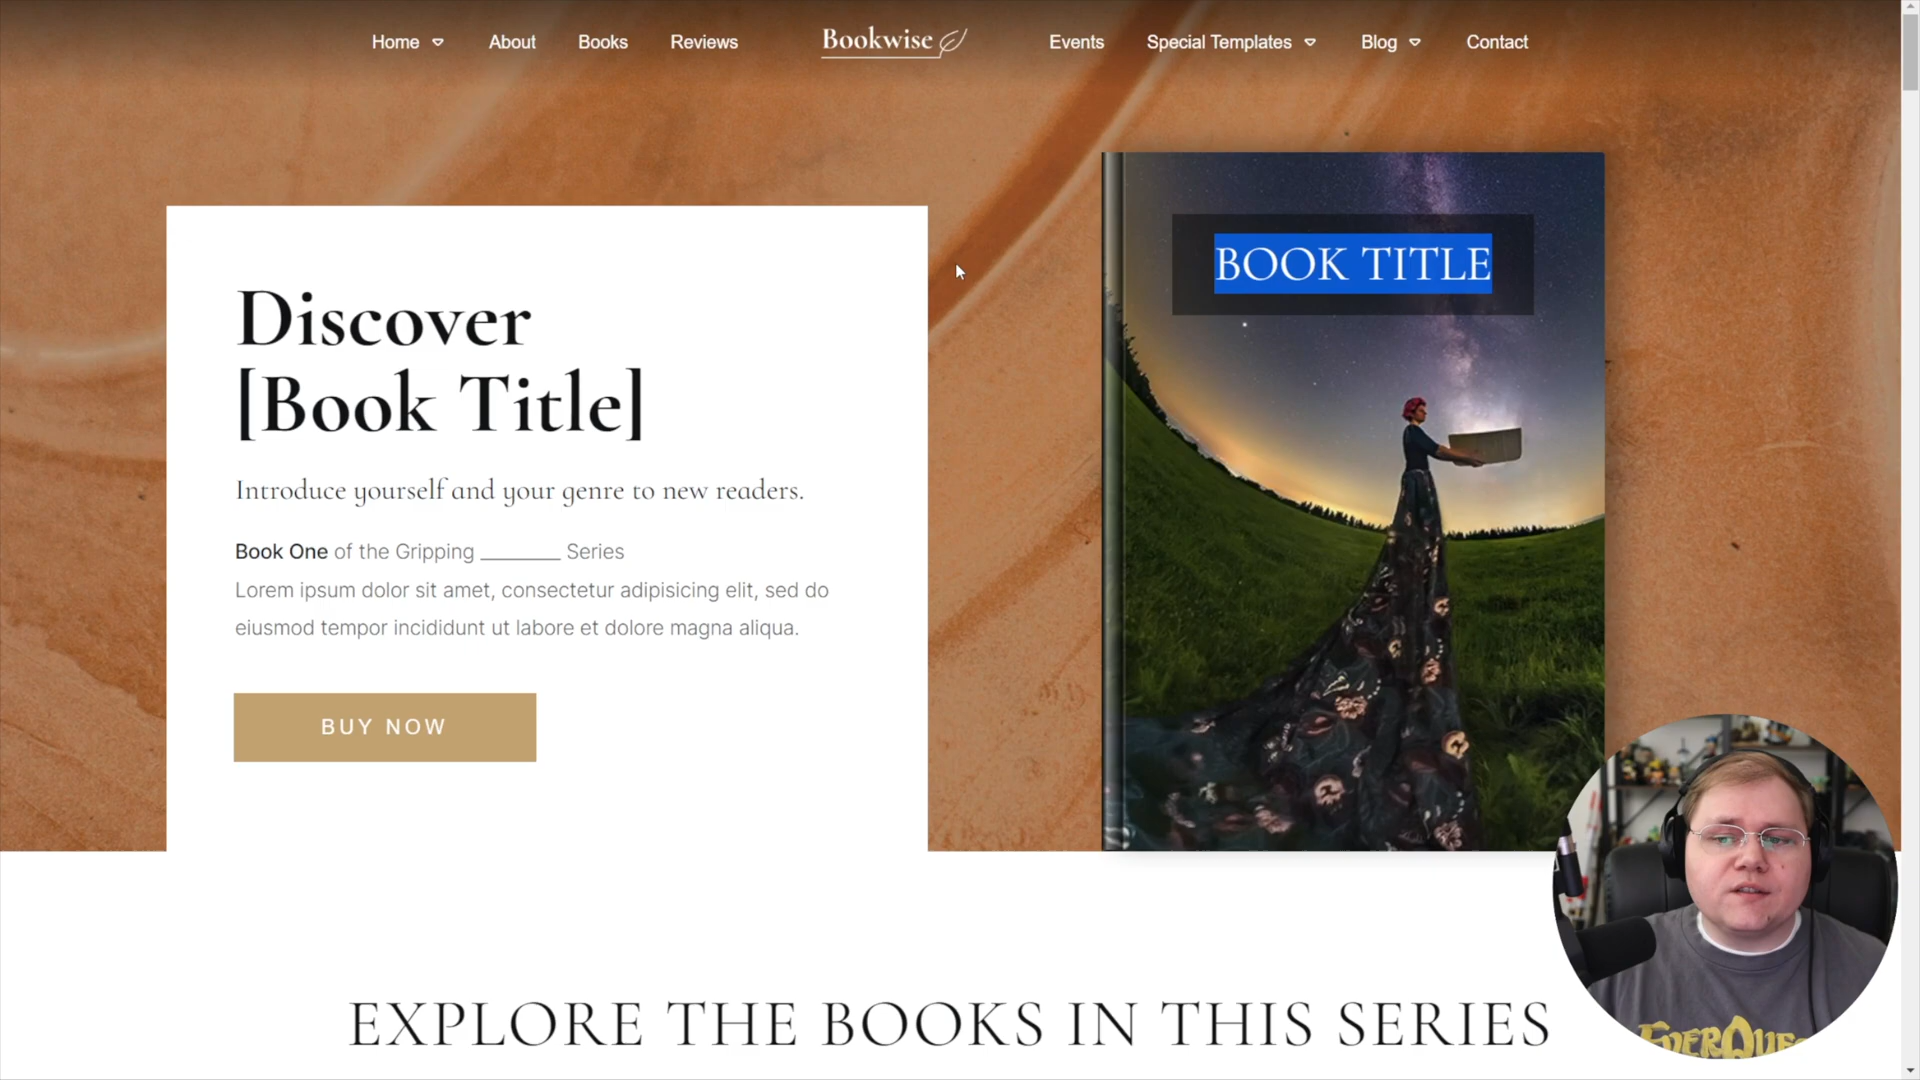 Home
About
Books
Reviews
Bookwise
Events
Special Templates
Blog
Contact
BOOK TITLE
Discover
[Book Title]
Introduce yourself and your genre to new readers.
Book One of the Gripping ________ Series
Lorem ipsum dolor sit amet, consectetur adipisicing elit, sed do
eiusmod tempor incididunt ut labore et dolore magna aliqua.
BUY NOW
EXPLORE THE BOOKS IN THIS SERIES